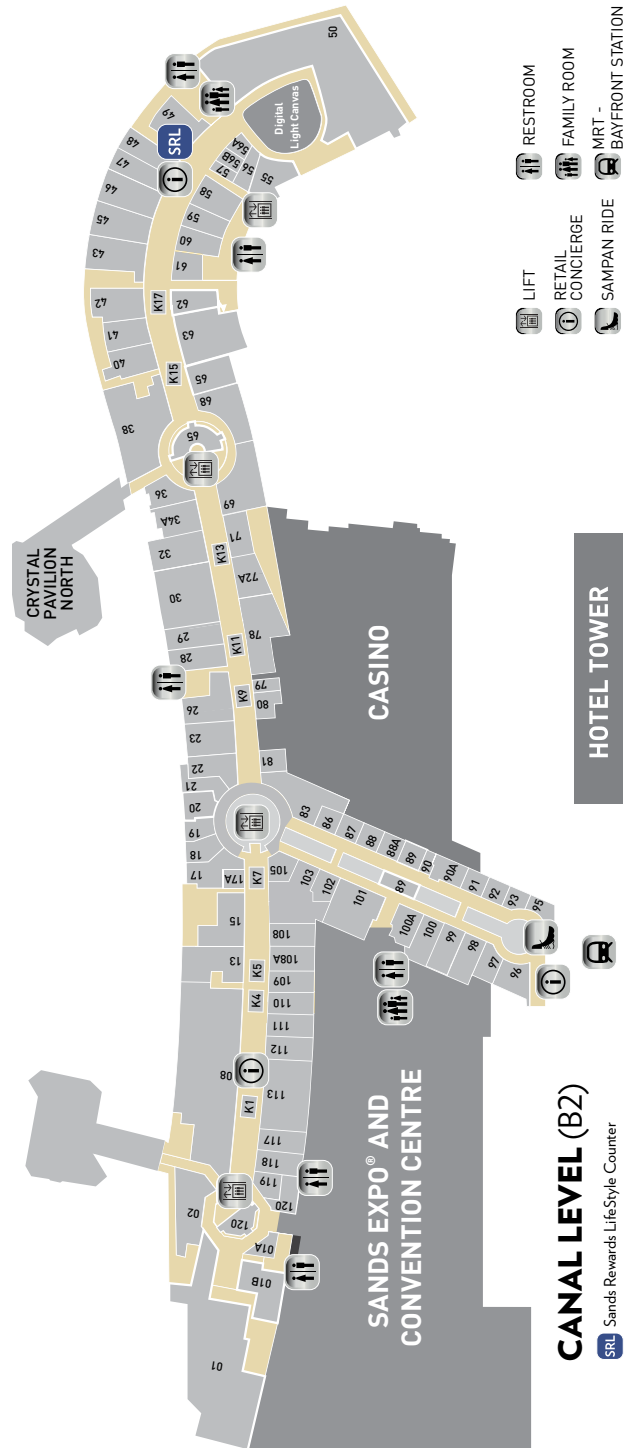 CANAL LEVEL (B2)
SRL Sands Rewards LifeStyle Counter
LIFT
RESTROOM
RETAIL
CONCIERGE
FAMILY ROOM
SAMPAN RIDE
MRT -
BAYFRONT STATION
CRYSTAL
PAVILION
NORTH
SANDS EXPO® AND
CONVENTION CENTRE
CASINO
HOTEL TOWER
Digital
Light Canvas
SRL
01
02
08
13
15
17A
17
18
19
20
21
22
23
26
28
29
30
32
34A
36
38
40
41
42
43
45
46
47
48
49
50
K1
K4
K5
K7
K9
K11
K13
K15
K17
01B
01A
120
120
119
118
117
113
112
111
110
109
108A
108
105
103
102
101
100A
100
99
98
97
96
95
93
92
91
90A
90
89
89
88A
88
87
86
83
81
80
79
78
72A
71
69
65
68
65
63
62
61
60
59
58
57
56B
56A
56
55